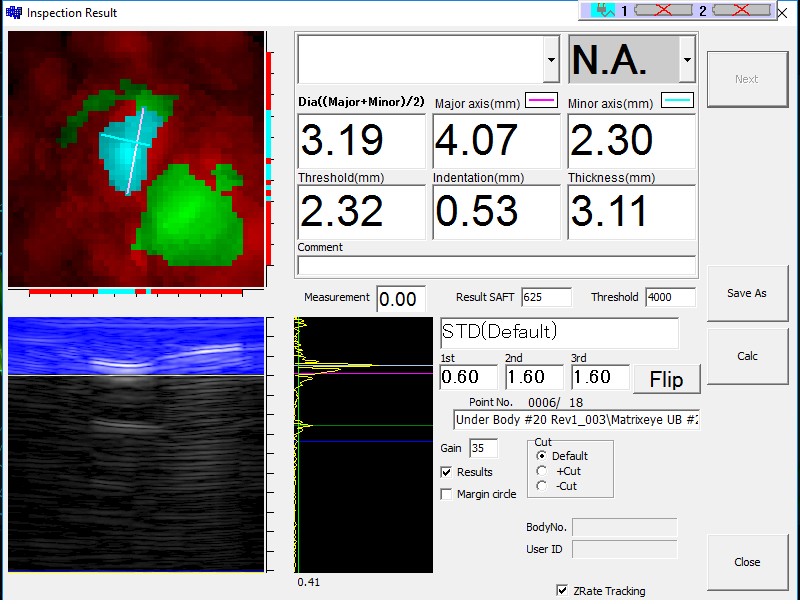 Inspection Result
1
2
N.A.
Next
Dia((Major+Minor)/2)
Major axis(mm)
Minor axis(mm)
3.19
4.07
2.30
Threshold(mm)
Indentation(mm)
Thickness(mm)
2.32
0.53
3.11
Comment
Measurement
0.00
Result SAFT
625
Threshold
4000
Save As
STD(Default)
1st
2nd
3rd
0.60
1.60
1.60
Flip
Calc
Point No.
0006/ 18
Under Body #20 Rev1_003\Matrixeye UB #2
Gain
35
Cut
Default
+Cut
-Cut
Results
Margin circle
BodyNo.
User ID
Close
0.41
ZRate Tracking